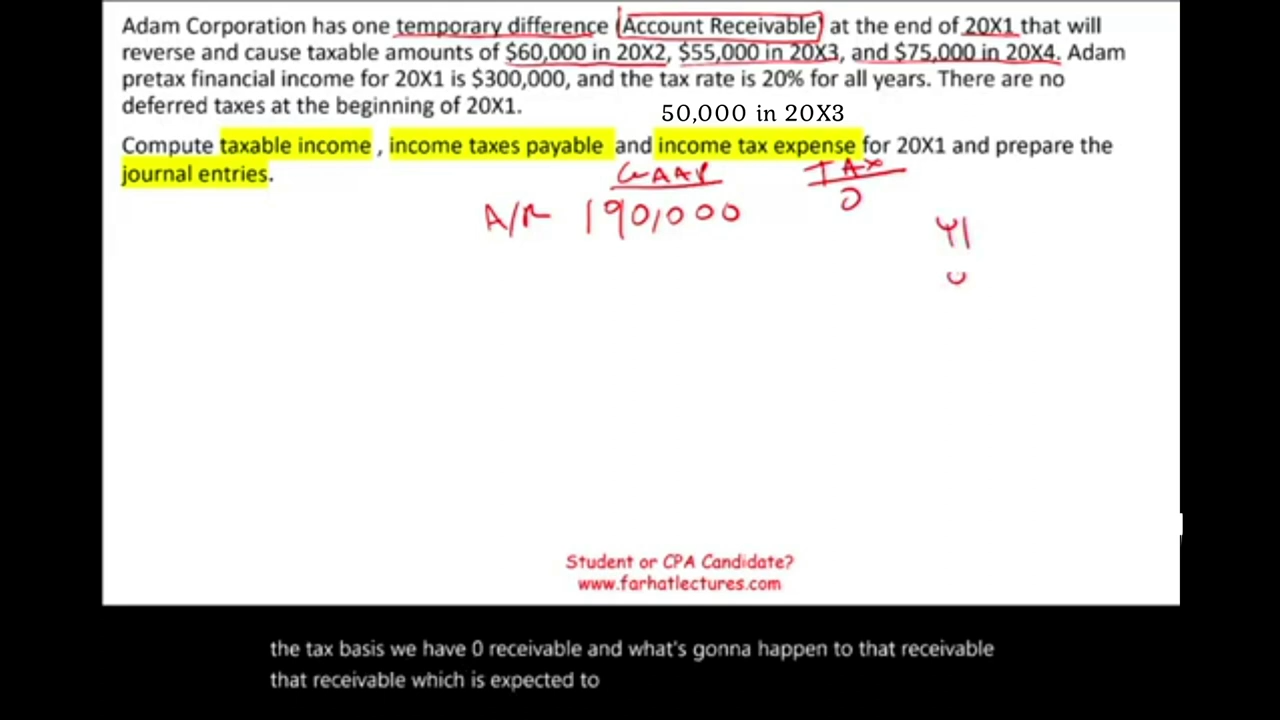 Adam Corporation has one temporary difference (Account Receivable) at the end of 20X1 that will
reverse and cause taxable amounts of $60,000 in 20X2, $55,000 in 20X3, and $75,000 in 20X4. Adam
pretax financial income for 20X1 is $300,000, and the tax rate is 20% for all years. There are no
deferred taxes at the beginning of 20X1.
50,000 in 20X3
Compute taxable income , income taxes payable and income tax expense for 20X1 and prepare the
journal entries.
GAAP TAX
A/R 190,000 0
Y1
Student or CPA Candidate?
www.farhatlectures.com
the tax basis we have 0 receivable and what's gonna happen to that receivable
that receivable which is expected to